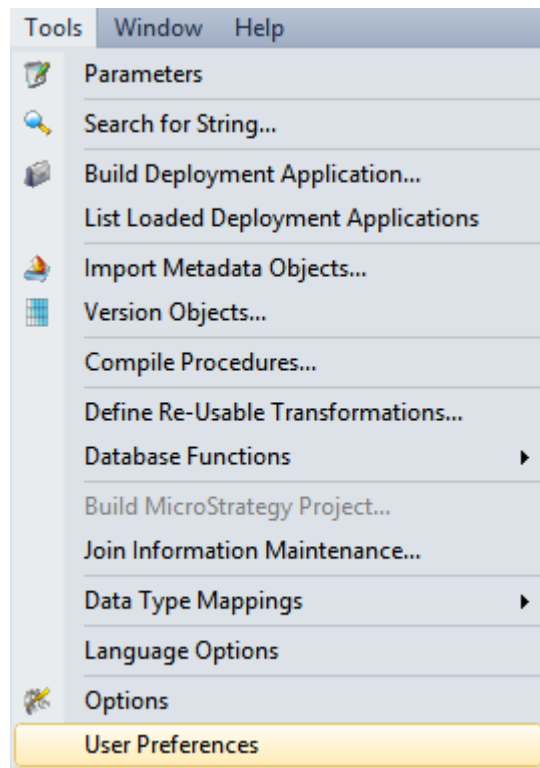 Tools Window Help
Parameters
Search for String...
Build Deployment Application...
List Loaded Deployment Applications
Import Metadata Objects...
Version Objects...
Compile Procedures...
Define Re-Usable Transformations...
Database Functions
Build MicroStrategy Project...
Join Information Maintenance...
Data Type Mappings
Language Options
Options
User Preferences